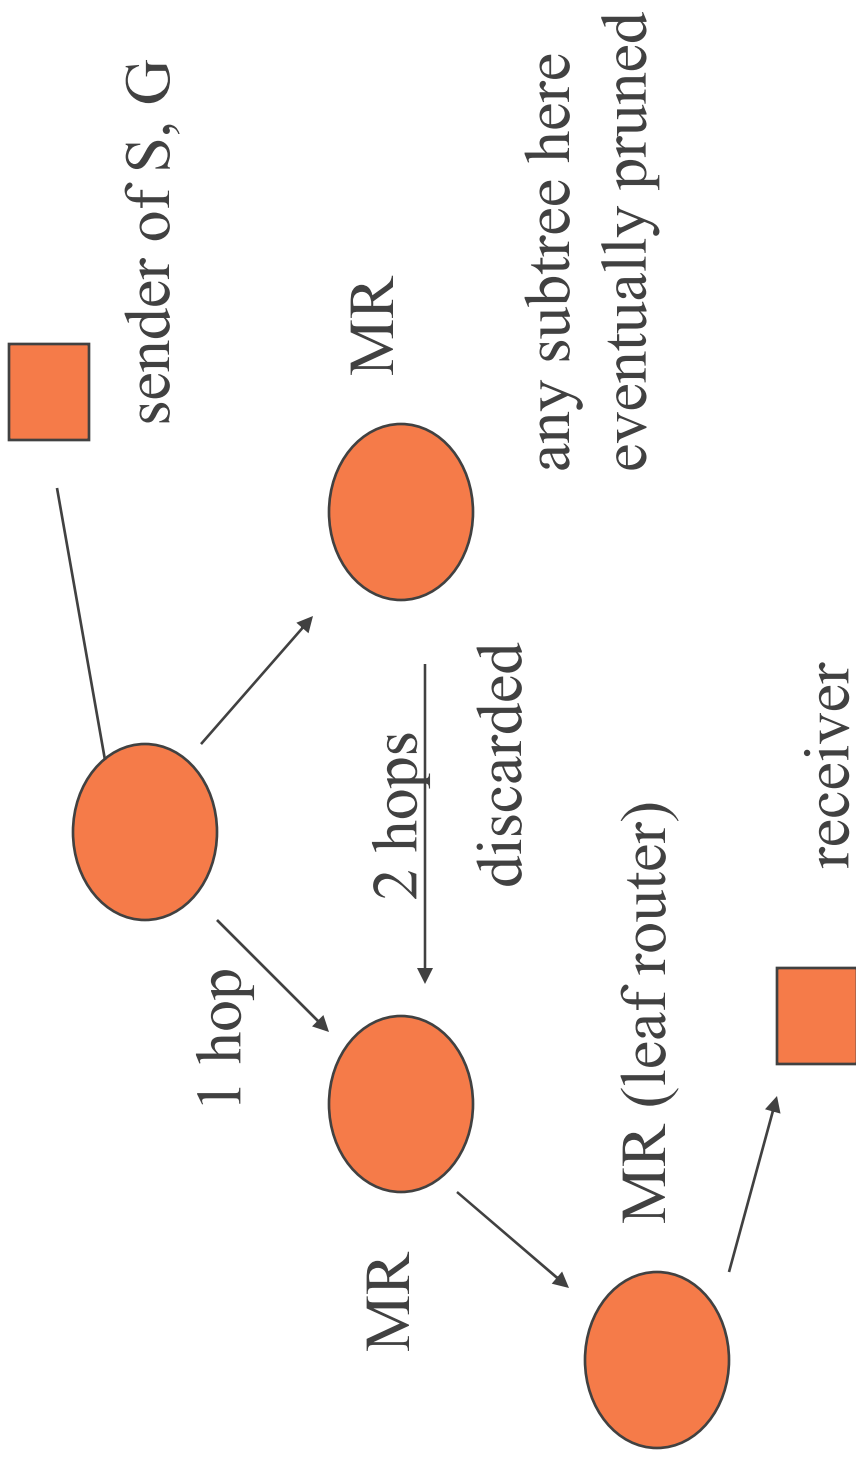 sender of S, G
1 hop
MR
MR
2 hops
discarded
any subtree here
eventually pruned
MR (leaf router)
receiver